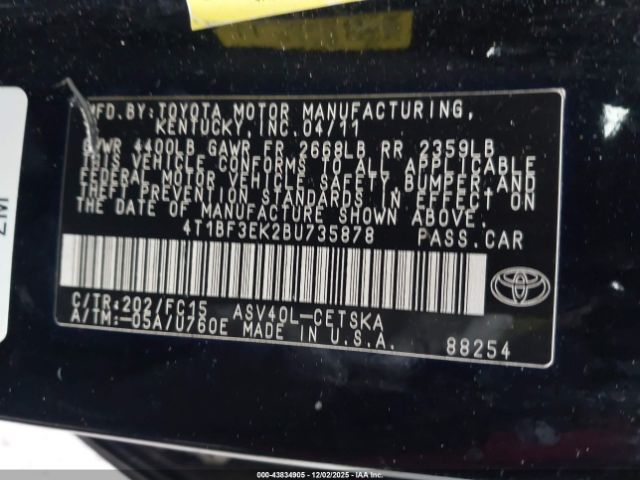 MFD.BY: TOYOTA MOTOR MANUFACTURING,
KENTUCKY, INC. 04/11
GVWR 4400LB GAWR FR 2668LB RR 2359LB
THIS VEHICLE CONFORMS TO ALL APPLICABLE
FEDERAL MOTOR VEHICLE SAFETY, BUMPER, AND
THEFT PREVENTION STANDARDS IN EFFECT ON
THE DATE OF MANUFACTURE SHOWN ABOVE.
4T1BF3EK2BU735878 PASS.CAR
C/TR:202/FC15 ASV40L-CETSKA
A/TM:-05A/U760E MADE IN U.S.A.
88254
TOYOTA
WZ
000-43834905 - 12/02/2025 - IAA Inc.